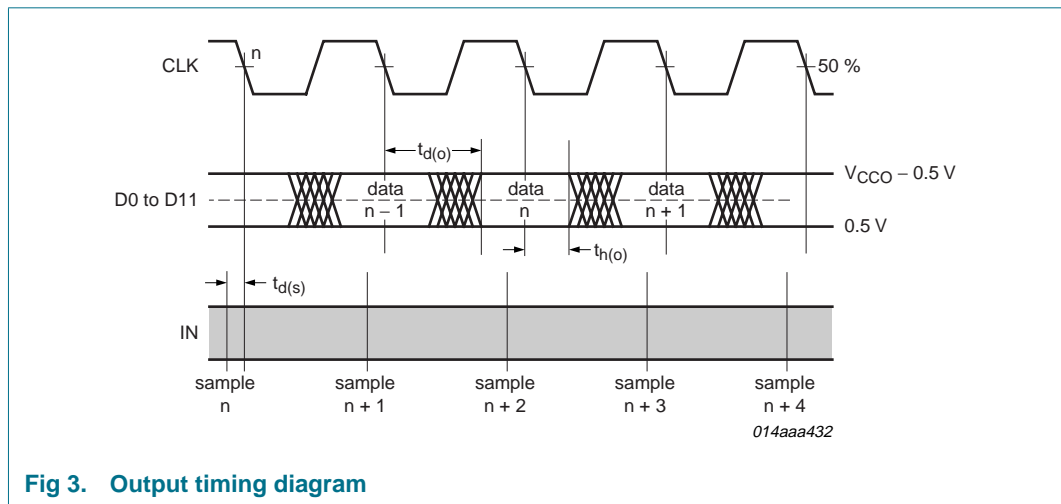 CLK
n
50 %
t_d(o)
D0 to D11
data
n − 1
data
n
data
n + 1
V_CCO − 0.5 V
0.5 V
t_h(o)
t_d(s)
IN
sample
n
sample
n + 1
sample
n + 2
sample
n + 3
sample
n + 4
014aaa432
Fig 3. Output timing diagram